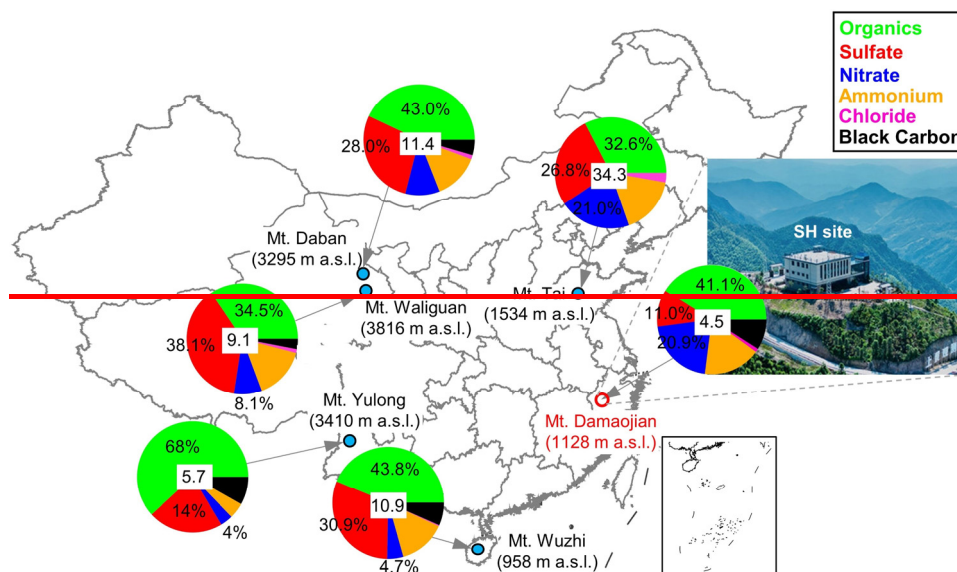 Organics
Sulfate
Nitrate
Ammonium
Chloride
Black Carbon
43.0%
28.0%
11.4
32.6%
26.8%
34.3
21.0%
SH site
Mt. Daban
(3295 m a.s.l.)
Mt. Waliguan
(3816 m a.s.l.)
Mt. Tai
(1534 m a.s.l.)
41.1%
11.0%
4.5
20.9%
34.5%
38.1%
9.1
8.1%
Mt. Yulong
(3410 m a.s.l.)
Mt. Damaojian
(1128 m a.s.l.)
68%
5.7
14%
4%
43.8%
10.9
30.9%
4.7%
Mt. Wuzhi
(958 m a.s.l.)